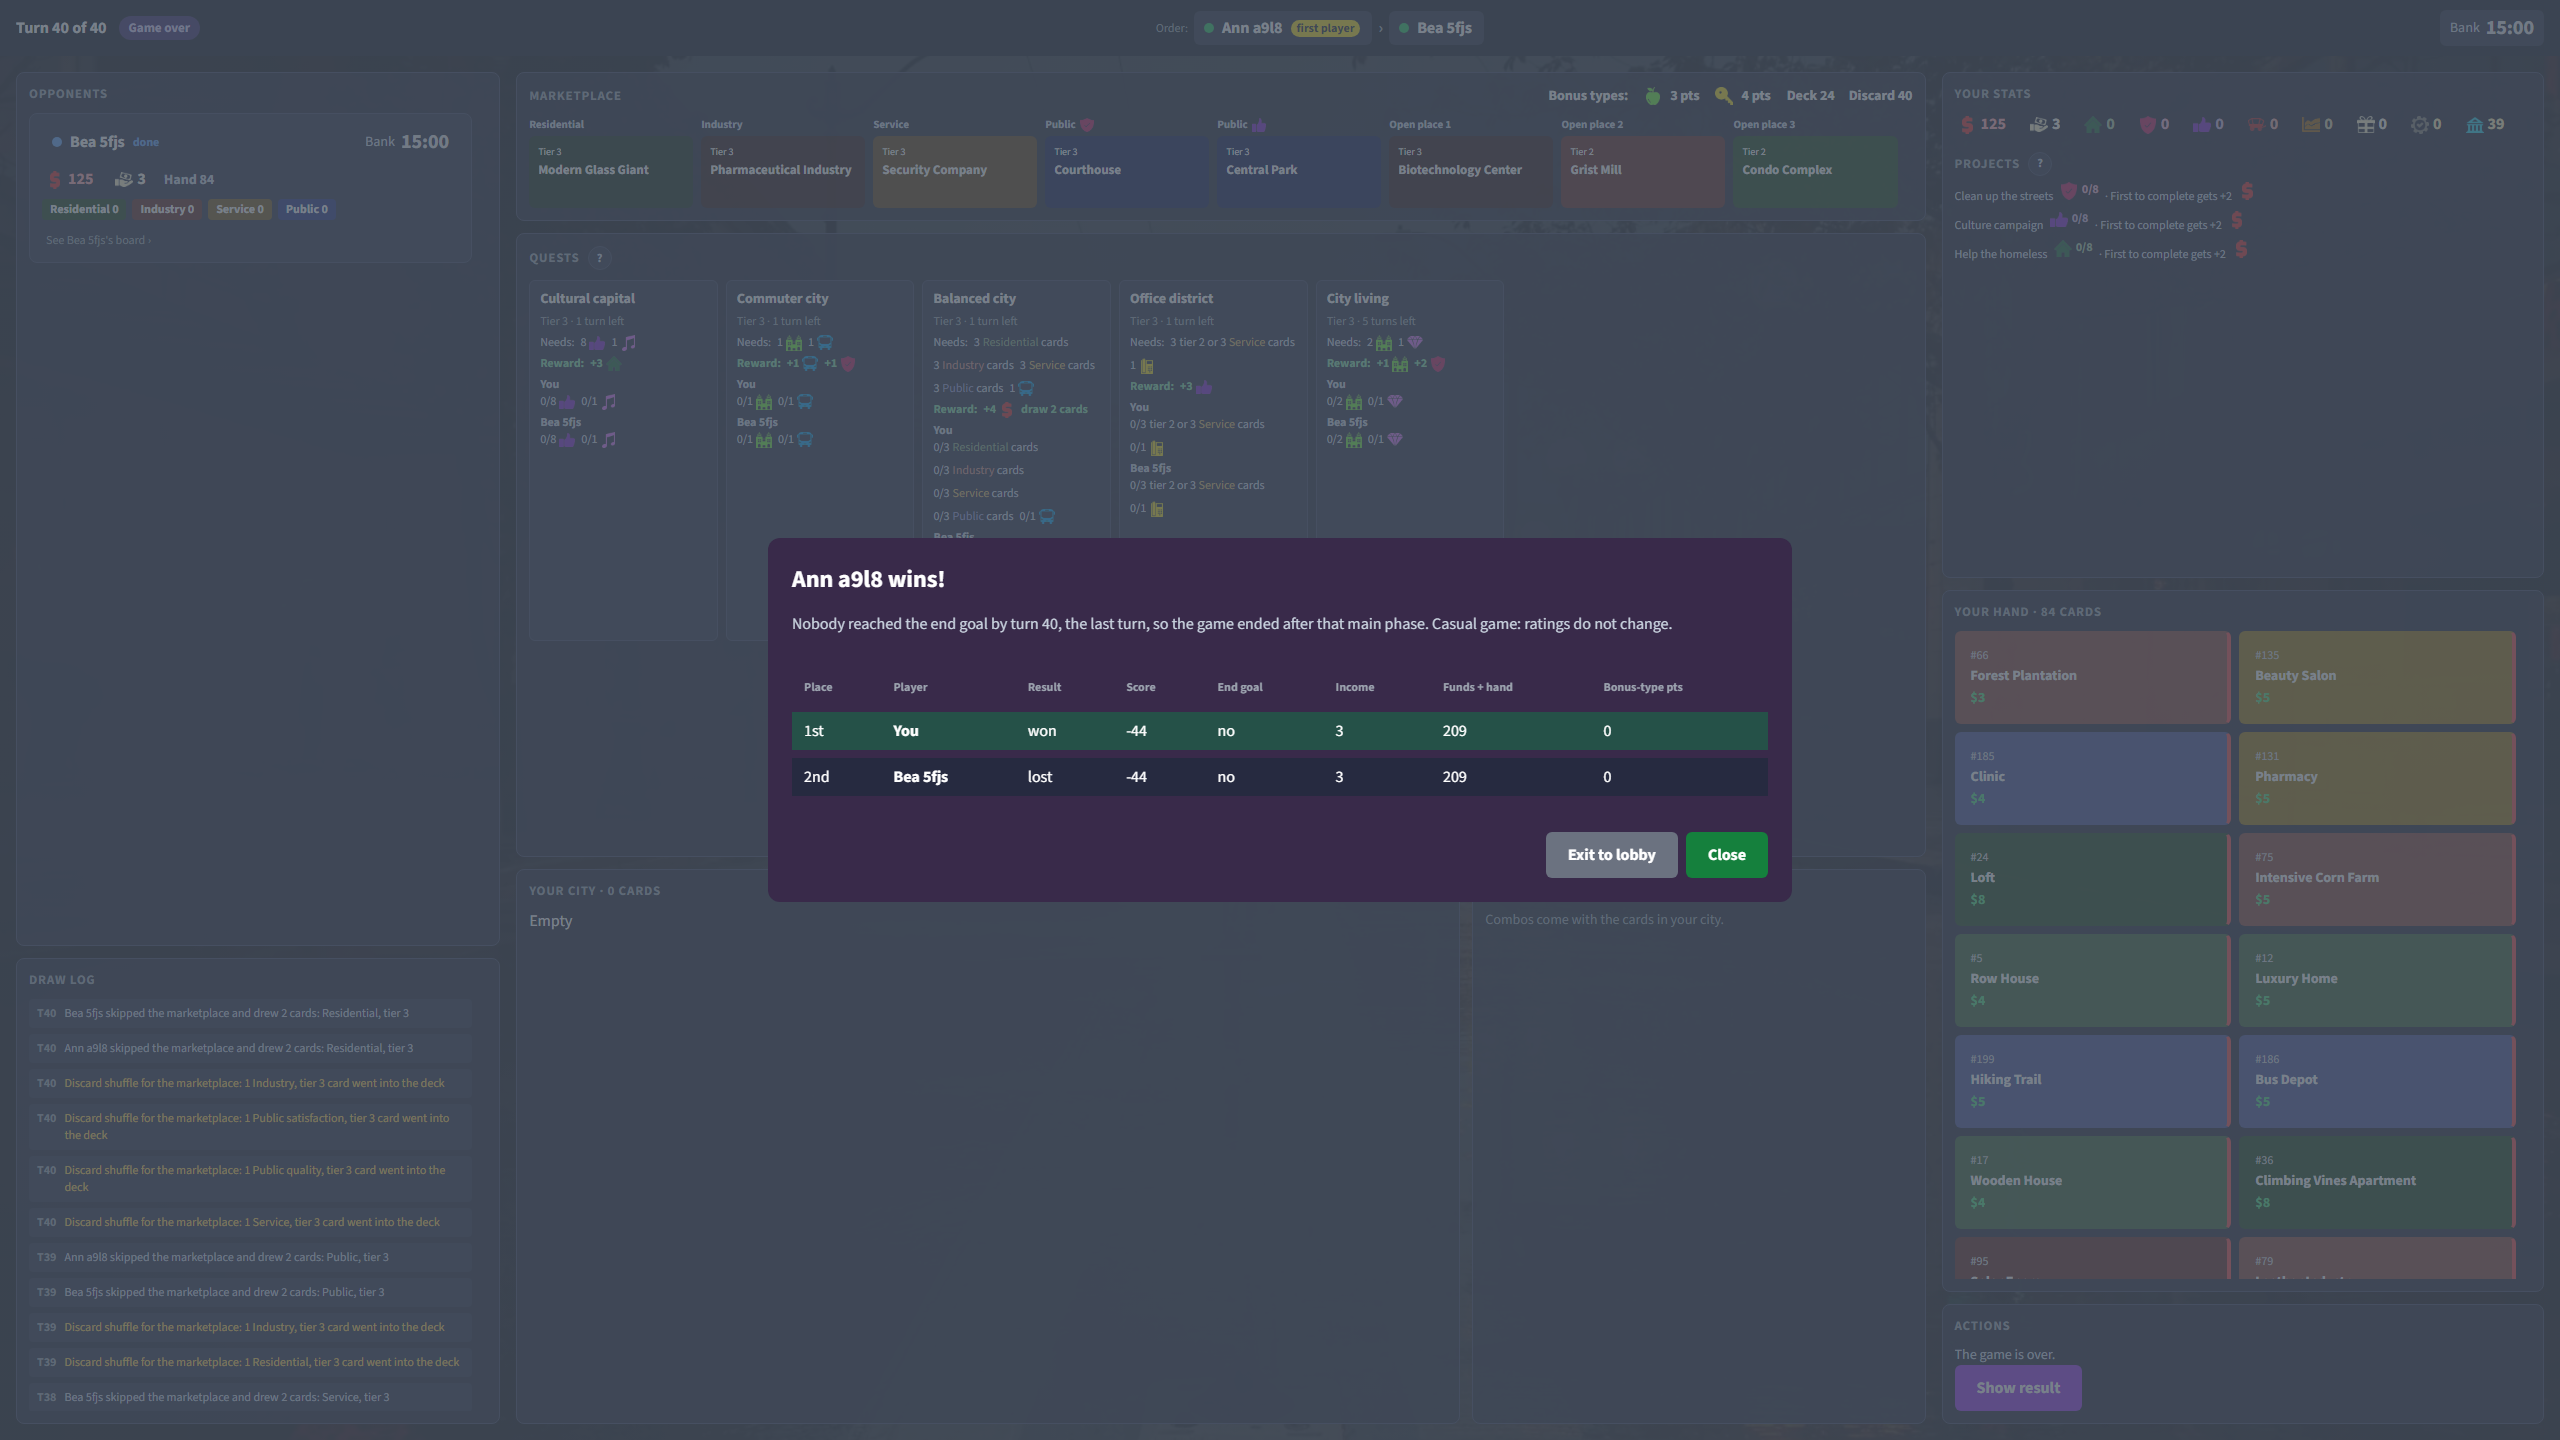 Turn 40 of 40 Game over
Order: Ann a9l8 first player › Bea 5fjs
Bank 15:00
OPPONENTS
Bea 5fjs done Bank 15:00
125 3 Hand 84
Residential 0 Industry 0 Service 0 Public 0
See Bea 5fjs's board ›
MARKETPLACE
Bonus types: 3 pts 4 pts Deck 24 Discard 40
Residential Industry Service Public Public Open place 1 Open place 2 Open place 3
Tier 3 Tier 3 Tier 3 Tier 3 Tier 3 Tier 3 Tier 2 Tier 2
Modern Glass Giant Pharmaceutical Industry Security Company Courthouse Central Park Biotechnology Center Grist Mill Condo Complex
QUESTS ?
Cultural capital
Tier 3 · 1 turn left
Needs: 8 1
Reward: +3
You
0/8 0/1
Bea 5fjs
0/8 0/1
Commuter city
Tier 3 · 1 turn left
Needs: 1 1
Reward: +1 +1
You
0/1 0/1
Bea 5fjs
0/1 0/1
Balanced city
Tier 3 · 1 turn left
Needs: 3 Residential cards
3 Industry cards 3 Service cards
3 Public cards 1
Reward: +4 draw 2 cards
You
0/3 Residential cards
0/3 Industry cards
0/3 Service cards
0/3 Public cards 0/1
Bea 5fjs
Office district
Tier 3 · 1 turn left
Needs: 3 tier 2 or 3 Service cards
1
Reward: +3
You
0/3 tier 2 or 3 Service cards
0/1
Bea 5fjs
0/3 tier 2 or 3 Service cards
0/1
City living
Tier 3 · 5 turns left
Needs: 2 1
Reward: +1 +2
You
0/2 0/1
Bea 5fjs
0/2 0/1
YOUR STATS
125 3 0 0 0 0 0 0 0 39
PROJECTS ?
Clean up the streets 0/8 · First to complete gets +2
Culture campaign 0/8 · First to complete gets +2
Help the homeless 0/8 · First to complete gets +2
Ann a9l8 wins!
Nobody reached the end goal by turn 40, the last turn, so the game ended after that main phase. Casual game: ratings do not change.
Place Player Result Score End goal Income Funds + hand Bonus-type pts
1st You won -44 no 3 209 0
2nd Bea 5fjs lost -44 no 3 209 0
Exit to lobby Close
YOUR CITY · 0 CARDS
Empty
Combos come with the cards in your city.
DRAW LOG
T40 Bea 5fjs skipped the marketplace and drew 2 cards: Residential, tier 3
T40 Ann a9l8 skipped the marketplace and drew 2 cards: Residential, tier 3
T40 Discard shuffle for the marketplace: 1 Industry, tier 3 card went into the deck
T40 Discard shuffle for the marketplace: 1 Public satisfaction, tier 3 card went into
the deck
T40 Discard shuffle for the marketplace: 1 Public quality, tier 3 card went into the
deck
T40 Discard shuffle for the marketplace: 1 Service, tier 3 card went into the deck
T39 Ann a9l8 skipped the marketplace and drew 2 cards: Public, tier 3
T39 Bea 5fjs skipped the marketplace and drew 2 cards: Public, tier 3
T39 Discard shuffle for the marketplace: 1 Industry, tier 3 card went into the deck
T39 Discard shuffle for the marketplace: 1 Residential, tier 3 card went into the deck
T38 Bea 5fjs skipped the marketplace and drew 2 cards: Service, tier 3
YOUR HAND · 84 CARDS
#66 #135
Forest Plantation Beauty Salon
$3 $5
#185 #131
Clinic Pharmacy
$4 $5
#24 #75
Loft Intensive Corn Farm
$8 $5
#5 #12
Row House Luxury Home
$4 $5
#199 #186
Hiking Trail Bus Depot
$5 $5
#17 #36
Wooden House Climbing Vines Apartment
$4 $8
#95 #79
ACTIONS
The game is over.
Show result